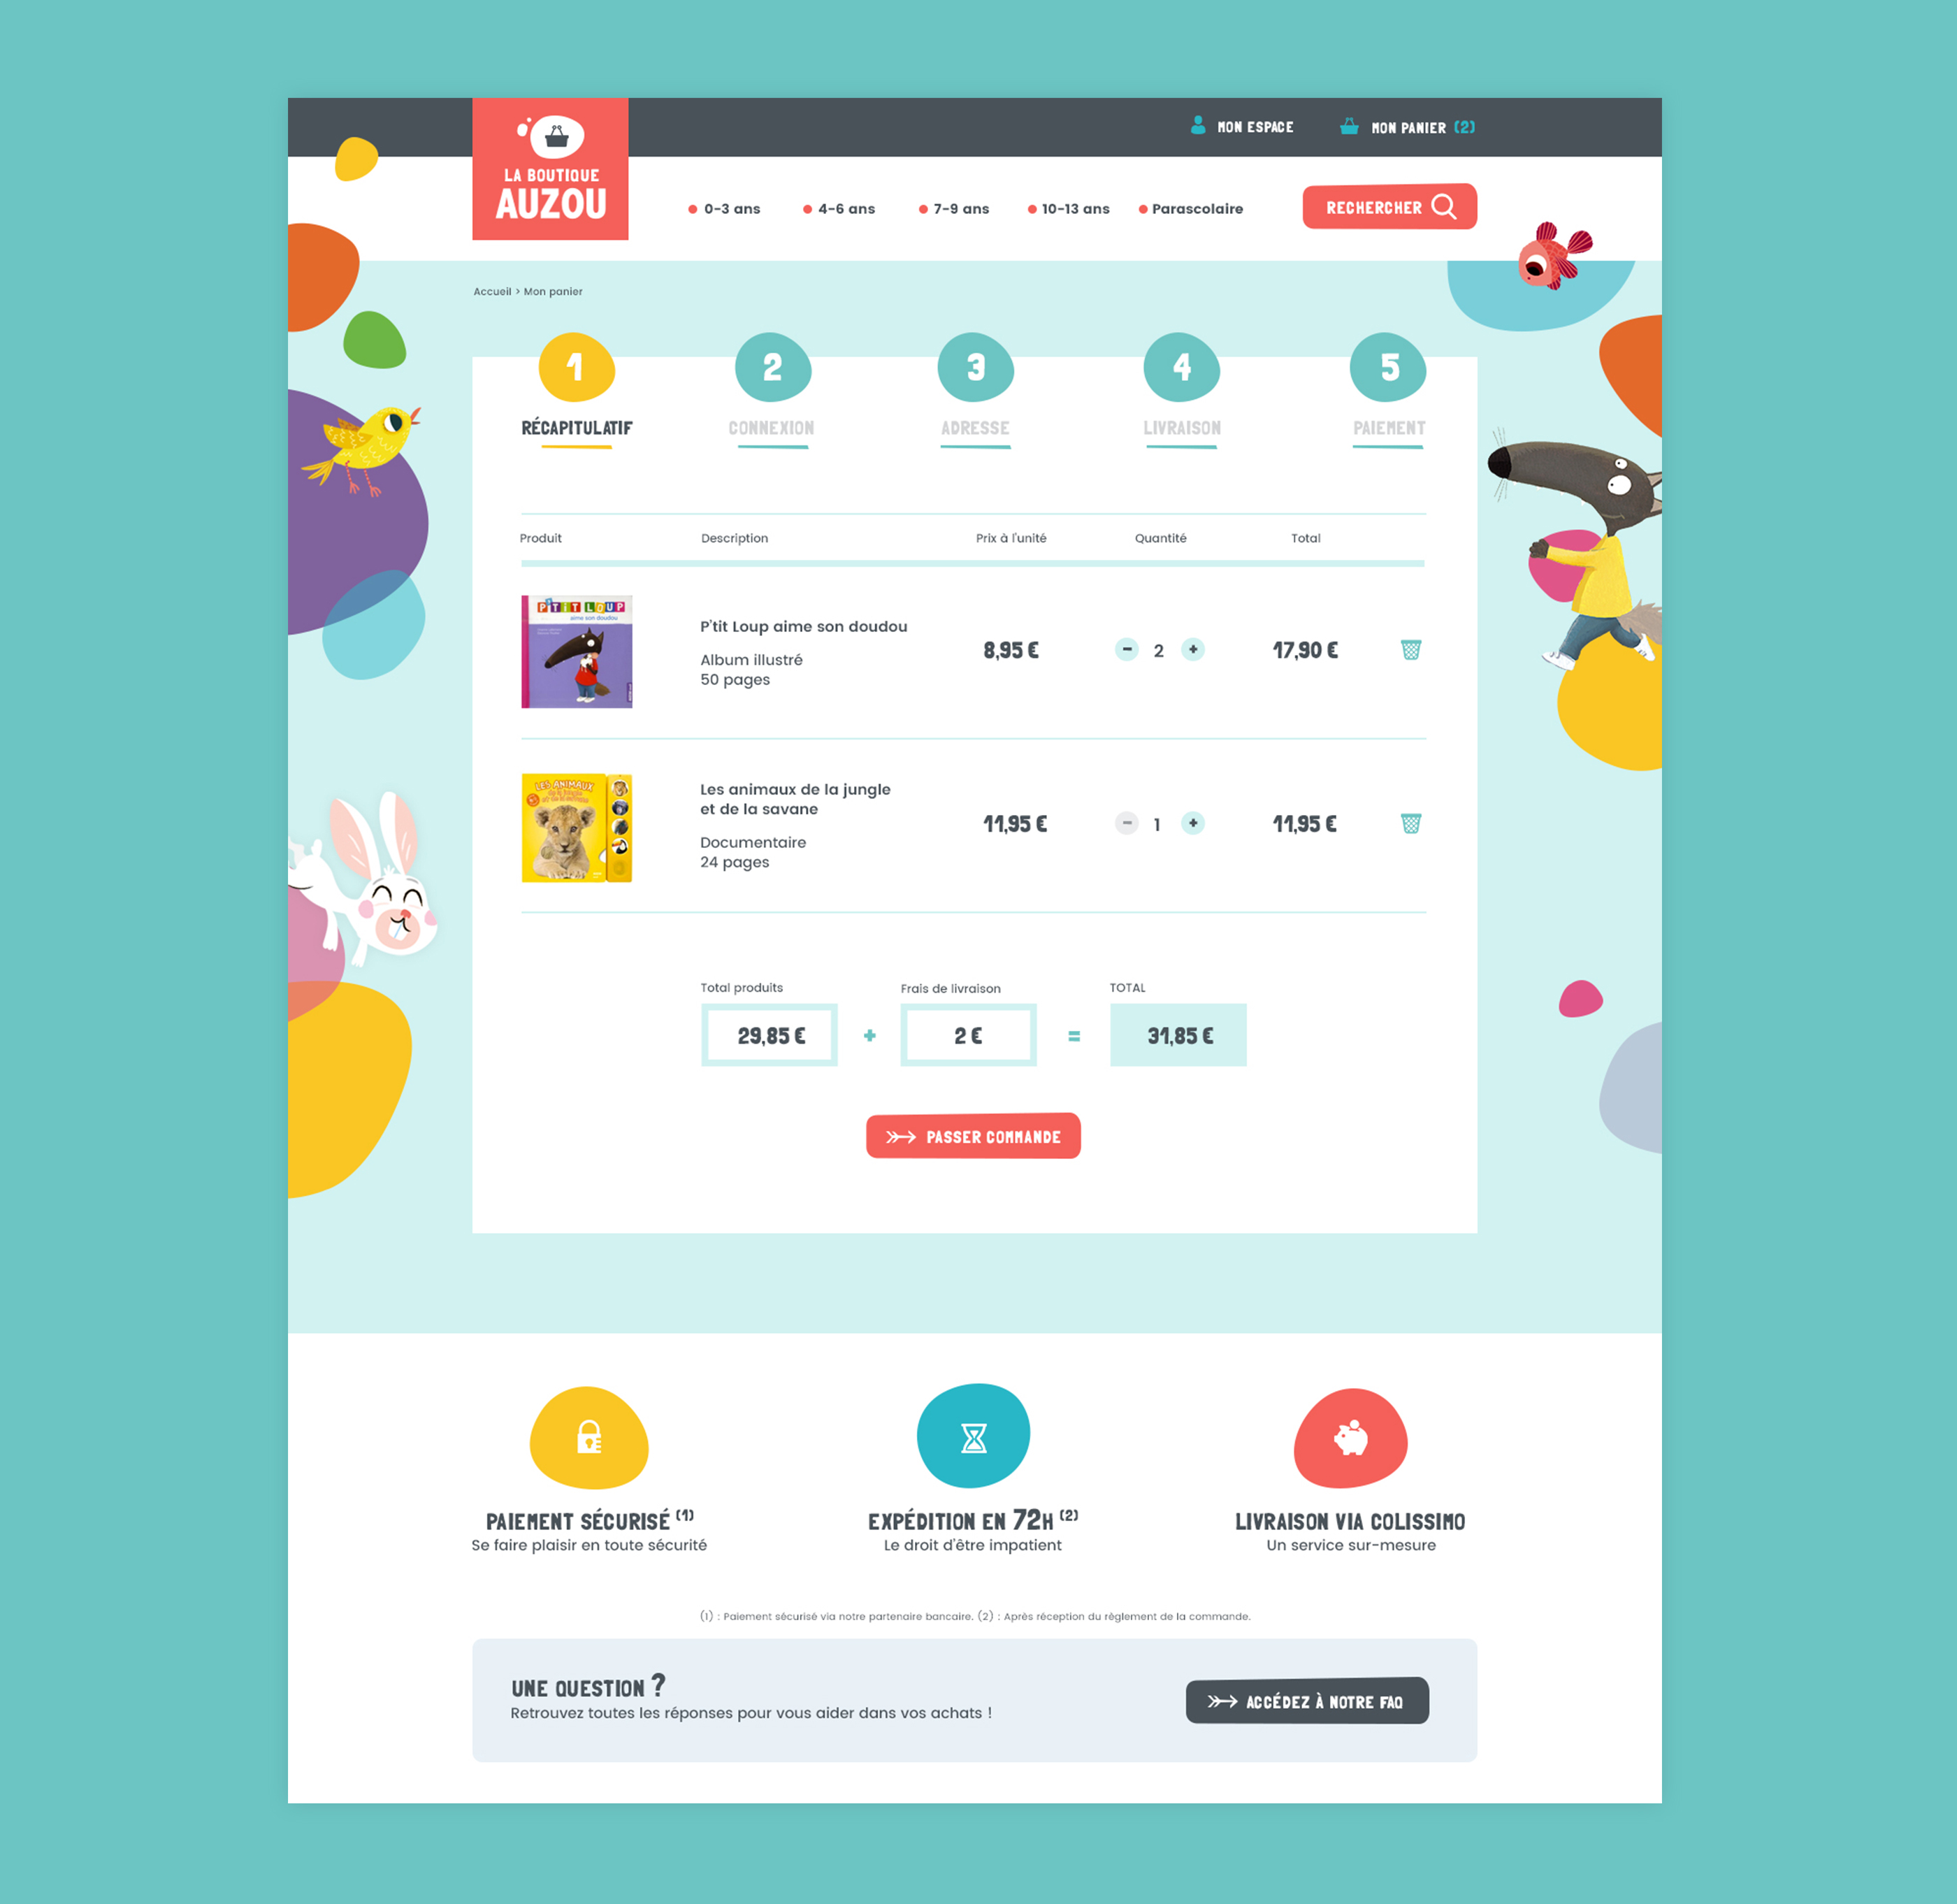 MON ESPACE
MON PANIER (2)
LA BOUTIQUE
AUZOU
0-3 ans
4-6 ans
7-9 ans
10-13 ans
Parascolaire
RECHERCHER
Accueil > Mon panier
1
2
3
4
5
RÉCAPITULATIF
CONNEXION
ADRESSE
LIVRAISON
PAIEMENT
Produit
Description
Prix à l'unité
Quantité
Total
P'TIT LOUP
aime son doudou
P'tit Loup aime son doudou
Album illustré
50 pages
8,95 €
- 2 +
17,90 €
LES ANIMAUX
de la jungle
et de la savane
Les animaux de la jungle
et de la savane
Documentaire
24 pages
11,95 €
- 1 +
11,95 €
Total produits
Frais de livraison
TOTAL
29,85 €
+
2 €
=
31,85 €
PASSER COMMANDE
PAIEMENT SÉCURISÉ (1)
Se faire plaisir en toute sécurité
EXPÉDITION EN 72H (2)
Le droit d'être impatient
LIVRAISON VIA COLISSIMO
Un service sur-mesure
(1) : Paiement sécurisé via notre partenaire bancaire. (2) : Après réception du règlement de la commande.
UNE QUESTION ?
Retrouvez toutes les réponses pour vous aider dans vos achats !
ACCÉDEZ À NOTRE FAQ